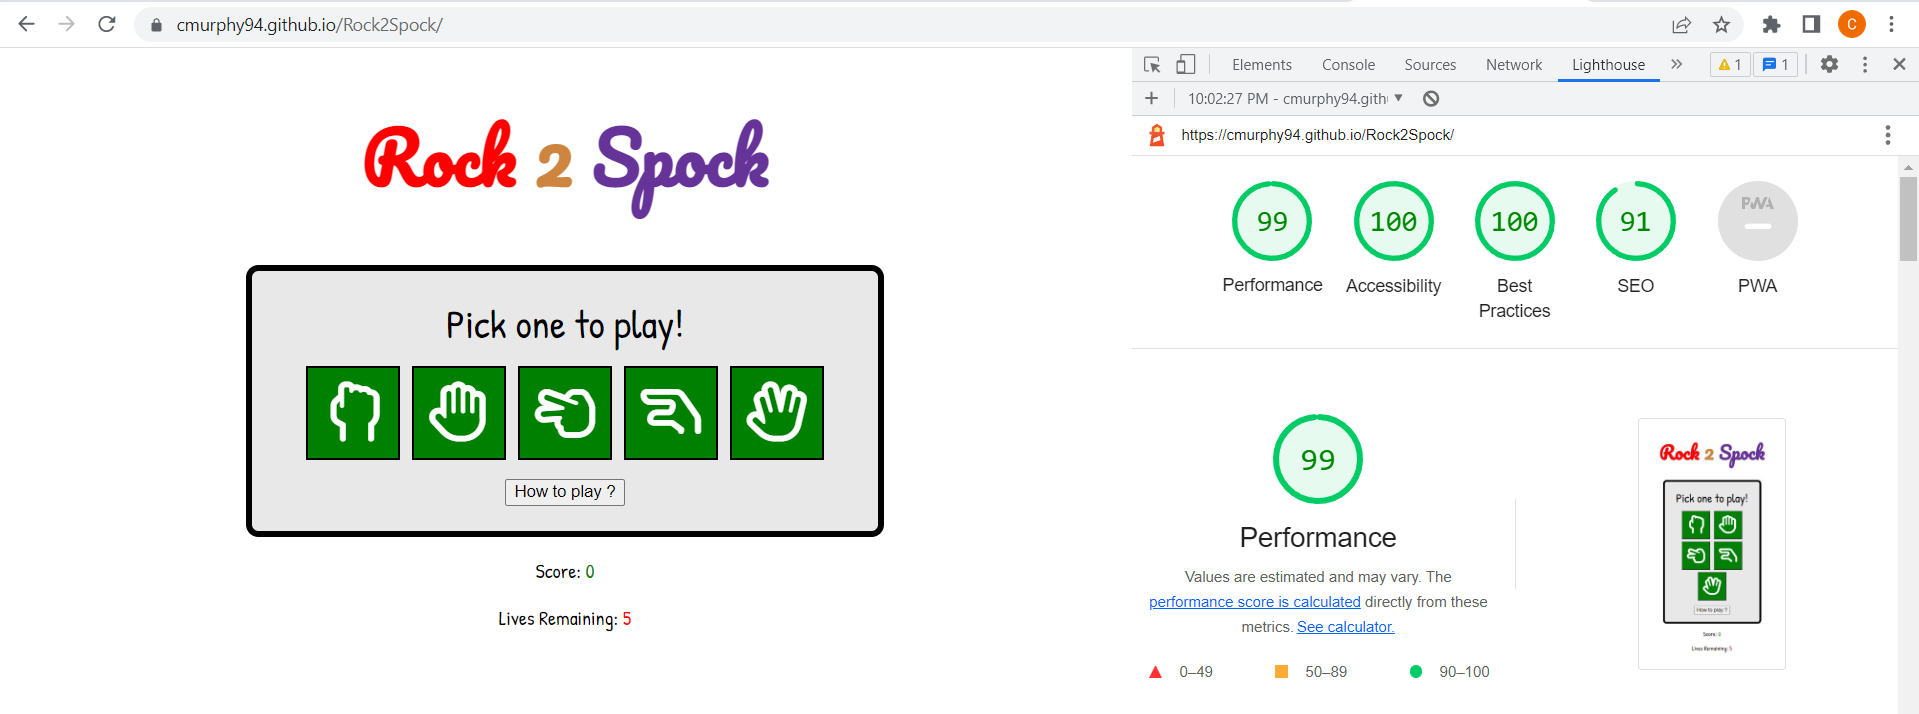 cmurphy94.github.io/Rock2Spock/
C
Rock 2 Spock
Pick one to play!
How to play ?
Score: 0
Lives Remaining: 5
Elements Console Sources Network Lighthouse » 1 1
10:02:27 PM - cmurphy94.gith
https://cmurphy94.github.io/Rock2Spock/
99 100 100 91 PWA
Performance Accessibility Best Practices SEO PWA
99
Performance
Values are estimated and may vary. The
performance score is calculated directly from these
metrics. See calculator.
0–49 50–89 90–100
Rock 2 Spock
Pick one to play!
How to play ?
Score: 0
Lives Remaining: 5